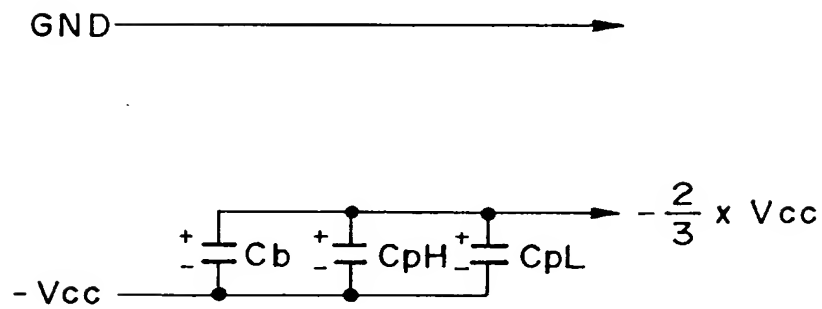 GND
- 2/3 x Vcc
+ - Cb + - CpH + - CpL
- Vcc